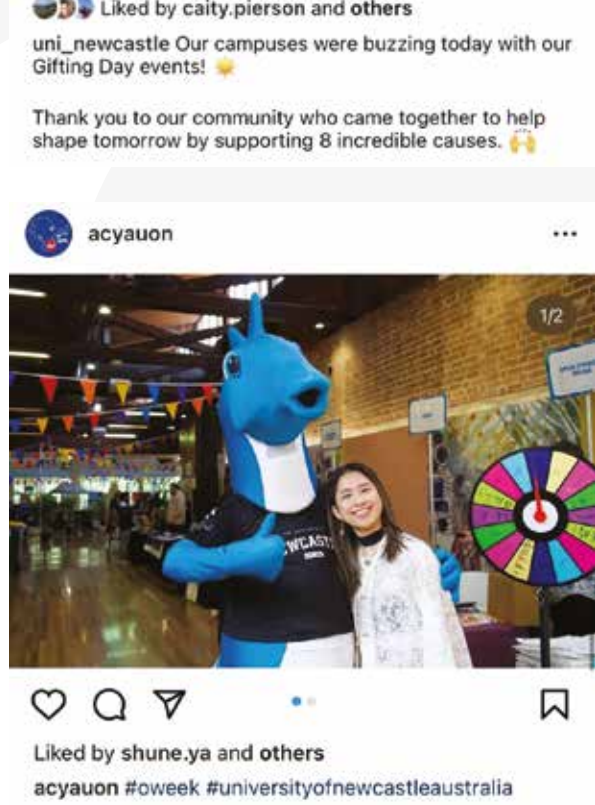 Liked by caity.pierson and others
uni_newcastle Our campuses were buzzing today with our
Gifting Day events! ☀️
Thank you to our community who came together to help
shape tomorrow by supporting 8 incredible causes. 🙌
acyauon
1/2
Liked by shune.ya and others
acyauon #oweek #universityofnewcastleaustralia